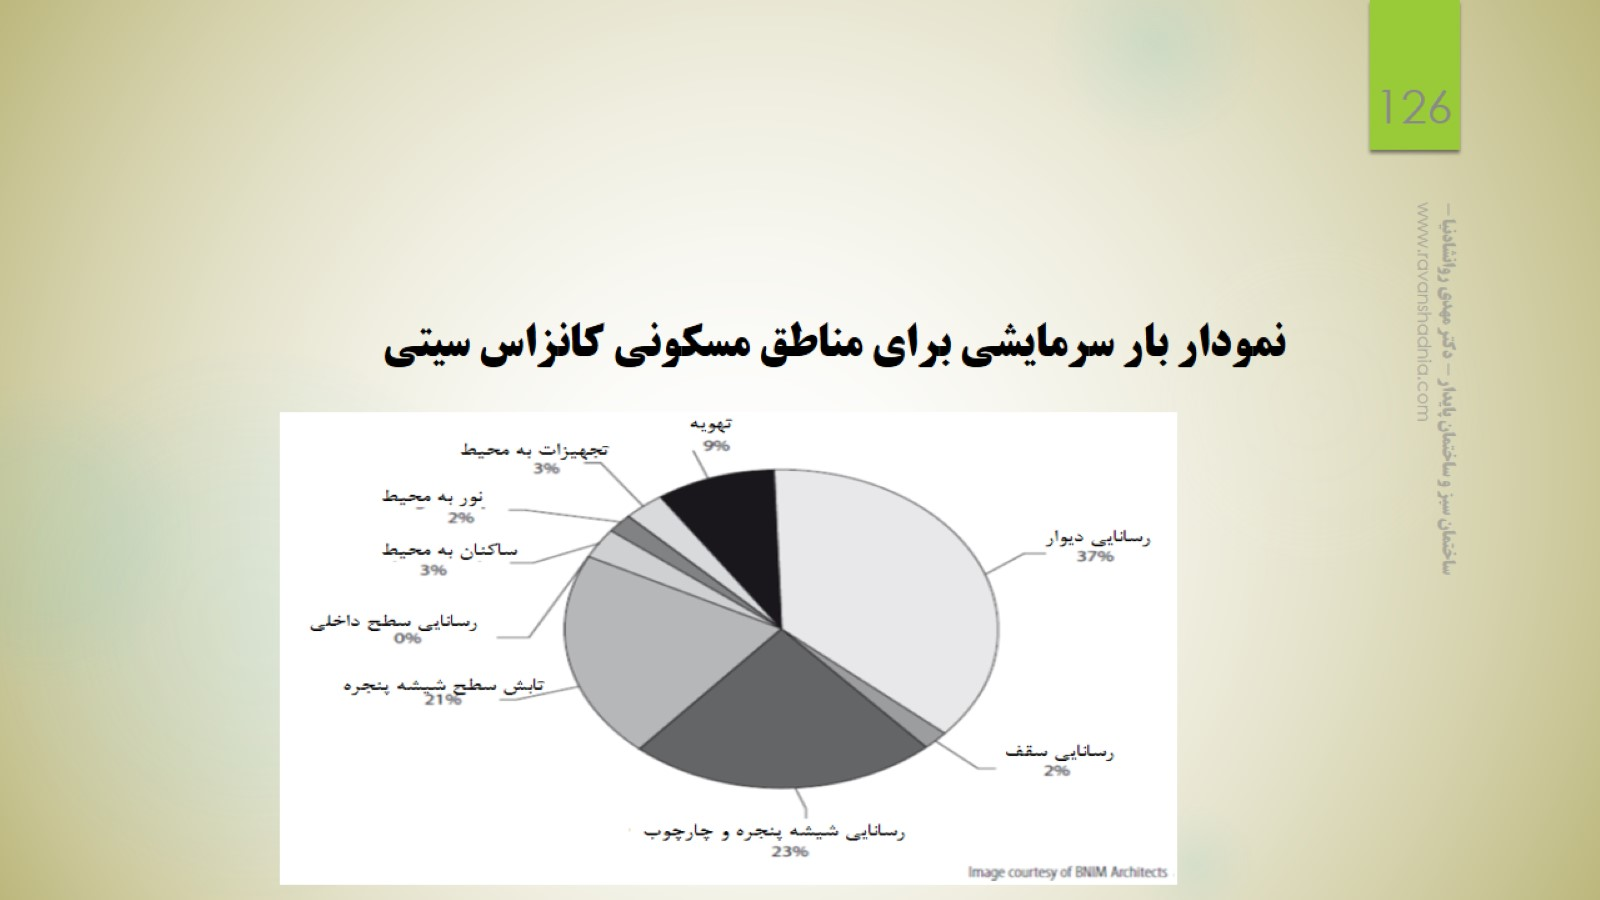 126
ساختمان سبز و ساختمان پایدار – دکتر مهدی روانشادنیا –
www.ravanshadnia.com
نمودار بار سرمایشی برای مناطق مسکونی کانزاس سیتی
تهویه
9%
تجهیزات به محیط
3%
نور به محیط
2%
ساکنان به محیط
3%
رسانایی سطح داخلی
0%
تابش سطح شیشه پنجره
21%
رسانایی دیوار
37%
رسانایی سقف
2%
رسانایی شیشه پنجره و چارچوب
23%
Image courtesy of BNIM Architects